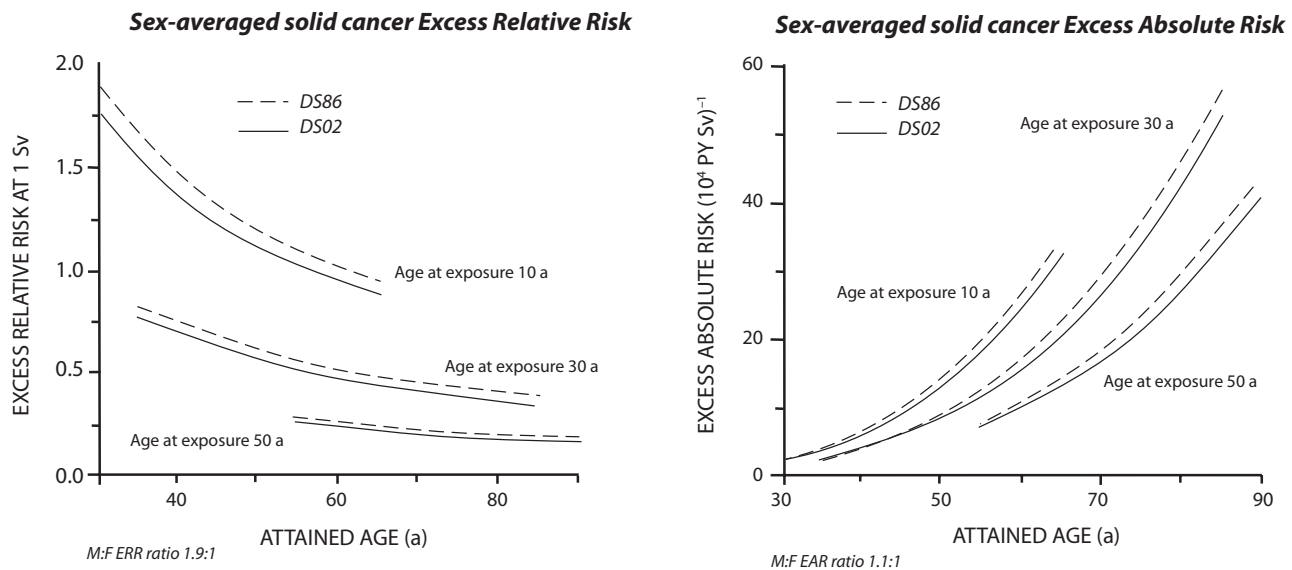 Sex-averaged solid cancer Excess Relative Risk
2.0
1.5
1.0
0.5
0.0
EXCESS RELATIVE RISK AT 1 Sv
DS86
DS02
Age at exposure 10 a
Age at exposure 30 a
Age at exposure 50 a
40
60
80
ATTAINED AGE (a)
M:F ERR ratio 1.9:1
Sex-averaged solid cancer Excess Absolute Risk
60
40
20
0
EXCESS ABSOLUTE RISK (10⁴ PY Sv)⁻¹
DS86
DS02
Age at exposure 30 a
Age at exposure 10 a
Age at exposure 50 a
30
50
70
90
ATTAINED AGE (a)
M:F EAR ratio 1.1:1